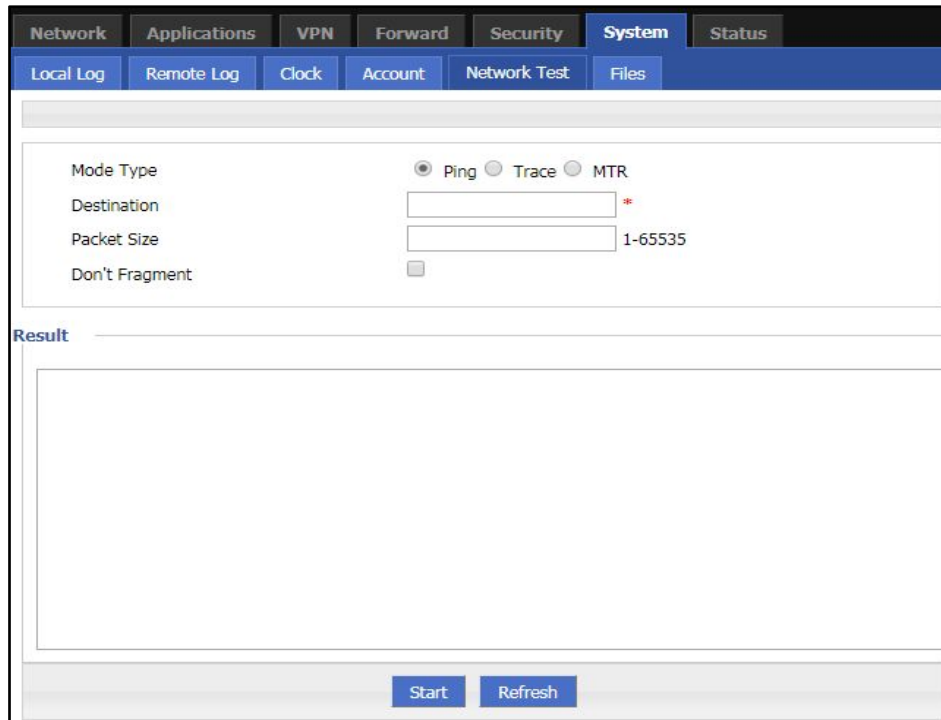 Network Applications VPN Forward Security System Status
Local Log Remote Log Clock Account Network Test Files
Mode Type Ping Trace MTR
Destination *
Packet Size 1-65535
Don't Fragment
Result
Start Refresh